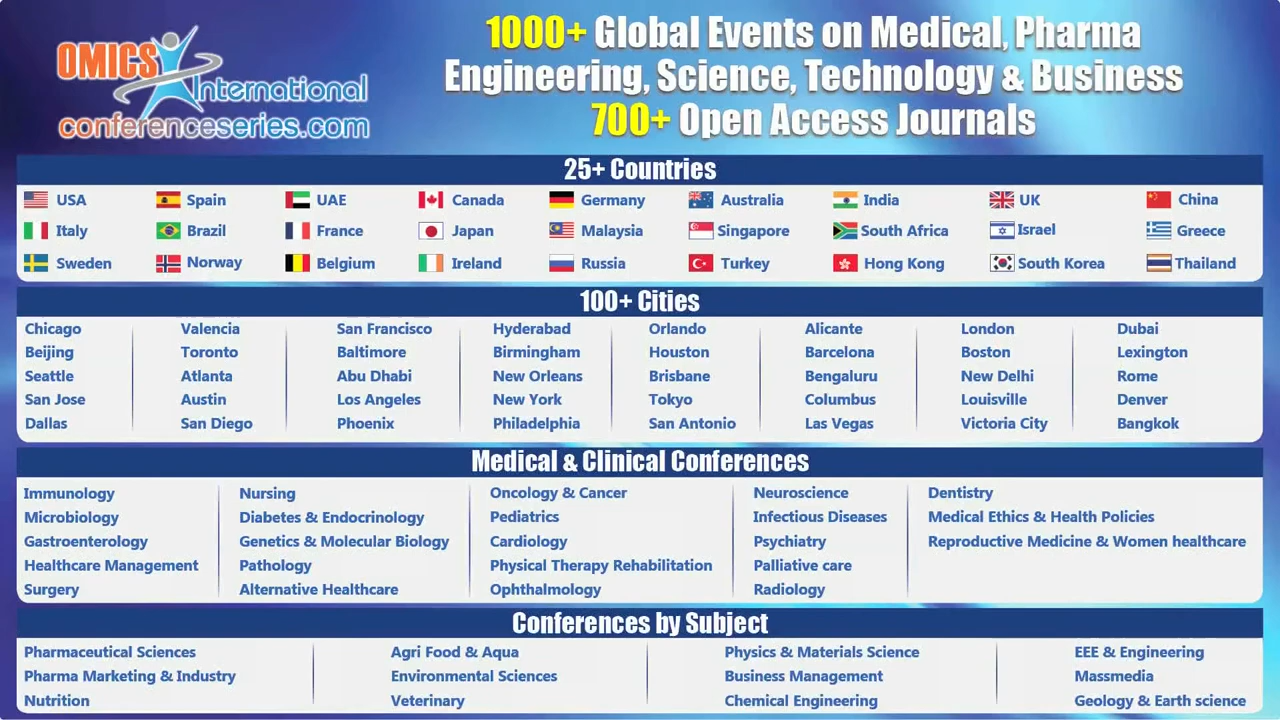 OMICS
International
conferenceseries.com
1000+ Global Events on Medical, Pharma
Engineering, Science, Technology & Business
700+ Open Access Journals
25+ Countries
USA Spain UAE Canada Germany Australia India UK China
Italy Brazil France Japan Malaysia Singapore South Africa Israel Greece
Sweden Norway Belgium Ireland Russia Turkey Hong Kong South Korea Thailand
100+ Cities
Chicago Valencia San Francisco Hyderabad Orlando Alicante London Dubai
Beijing Toronto Baltimore Birmingham Houston Barcelona Boston Lexington
Seattle Atlanta Abu Dhabi New Orleans Brisbane Bengaluru New Delhi Rome
San Jose Austin Los Angeles New York Tokyo Columbus Louisville Denver
Dallas San Diego Phoenix Philadelphia San Antonio Las Vegas Victoria City Bangkok
Medical & Clinical Conferences
Immunology Nursing Oncology & Cancer Neuroscience Dentistry
Microbiology Diabetes & Endocrinology Pediatrics Infectious Diseases Medical Ethics & Health Policies
Gastroenterology Genetics & Molecular Biology Cardiology Psychiatry Reproductive Medicine & Women healthcare
Healthcare Management Pathology Physical Therapy Rehabilitation Palliative care
Surgery Alternative Healthcare Ophthalmology Radiology
Conferences by Subject
Pharmaceutical Sciences Agri Food & Aqua Physics & Materials Science EEE & Engineering
Pharma Marketing & Industry Environmental Sciences Business Management Massmedia
Nutrition Veterinary Chemical Engineering Geology & Earth science